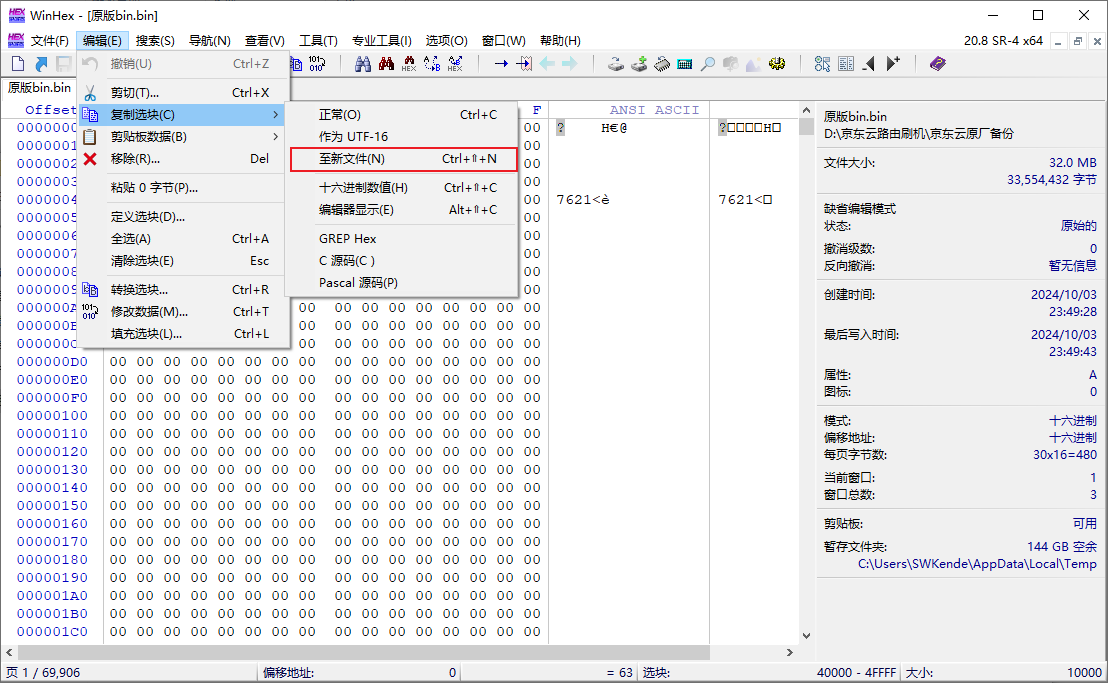 WinHex - [原版bin.bin]
文件(F) 编辑(E) 搜索(S) 导航(N) 查看(V) 工具(T) 专业工具(I) 选项(O) 窗口(W) 帮助(H) 20.8 SR-4 x64
原版bin.bin
撤消(U) Ctrl+Z
剪切(T)... Ctrl+X
复制选块(C)
剪贴板数据(B)
移除(R)... Del
粘贴 0 字节(P)...
定义选块(D)...
全选(A) Ctrl+A
清除选块(E) Esc
转换选块... Ctrl+R
修改数据(M)... Ctrl+T
填充选块(L)... Ctrl+L
正常(O) Ctrl+C
作为 UTF-16
至新文件(N) Ctrl+⇧+N
十六进制数值(H) Ctrl+⇧+C
编辑器显示(E) Alt+⇧+C
GREP Hex
C 源码(C )
Pascal 源码(P)
Offset F ANSI ASCII
0000000 00 ? H€@ ?□□□□H□
0000001 00
0000002 00
0000003 00
0000004 00 7621<è 7621<□
0000005 00
0000006 00
0000007 00
0000008 00
0000009 00
000000A 00 00 00 00 00 00 00 00 00
000000B 00 00 00 00 00 00 00 00 00
000000C 00 00 00 00 00 00 00 00 00
000000D0 00 00 00 00 00 00 00 00 00 00 00 00 00 00 00 00
000000E0 00 00 00 00 00 00 00 00 00 00 00 00 00 00 00 00
000000F0 00 00 00 00 00 00 00 00 00 00 00 00 00 00 00 00
00000100 00 00 00 00 00 00 00 00 00 00 00 00 00 00 00 00
00000110 00 00 00 00 00 00 00 00 00 00 00 00 00 00 00 00
00000120 00 00 00 00 00 00 00 00 00 00 00 00 00 00 00 00
00000130 00 00 00 00 00 00 00 00 00 00 00 00 00 00 00 00
00000140 00 00 00 00 00 00 00 00 00 00 00 00 00 00 00 00
00000150 00 00 00 00 00 00 00 00 00 00 00 00 00 00 00 00
00000160 00 00 00 00 00 00 00 00 00 00 00 00 00 00 00 00
00000170 00 00 00 00 00 00 00 00 00 00 00 00 00 00 00 00
00000180 00 00 00 00 00 00 00 00 00 00 00 00 00 00 00 00
00000190 00 00 00 00 00 00 00 00 00 00 00 00 00 00 00 00
000001A0 00 00 00 00 00 00 00 00 00 00 00 00 00 00 00 00
000001B0 00 00 00 00 00 00 00 00 00 00 00 00 00 00 00 00
000001C0 00 00 00 00 00 00 00 00 00 00 00 00 00 00 00 00
原版bin.bin
D:\京东云路由刷机\京东云原厂备份
文件大小: 32.0 MB
33,554,432 字节
缺省编辑模式
状态: 原始的
撤消级数: 0
反向撤消: 暂无信息
创建时间: 2024/10/03
23:49:28
最后写入时间: 2024/10/03
23:49:43
属性: A
图标: 0
模式: 十六进制
偏移地址: 十六进制
每页字节数: 30x16=480
当前窗口: 1
窗口总数: 3
剪贴板: 可用
暂存文件夹: 144 GB 空余
C:\Users\SWKende\AppData\Local\Temp
页 1 / 69,906 偏移地址: 0 = 63 选块: 40000 - 4FFFF 大小: 10000